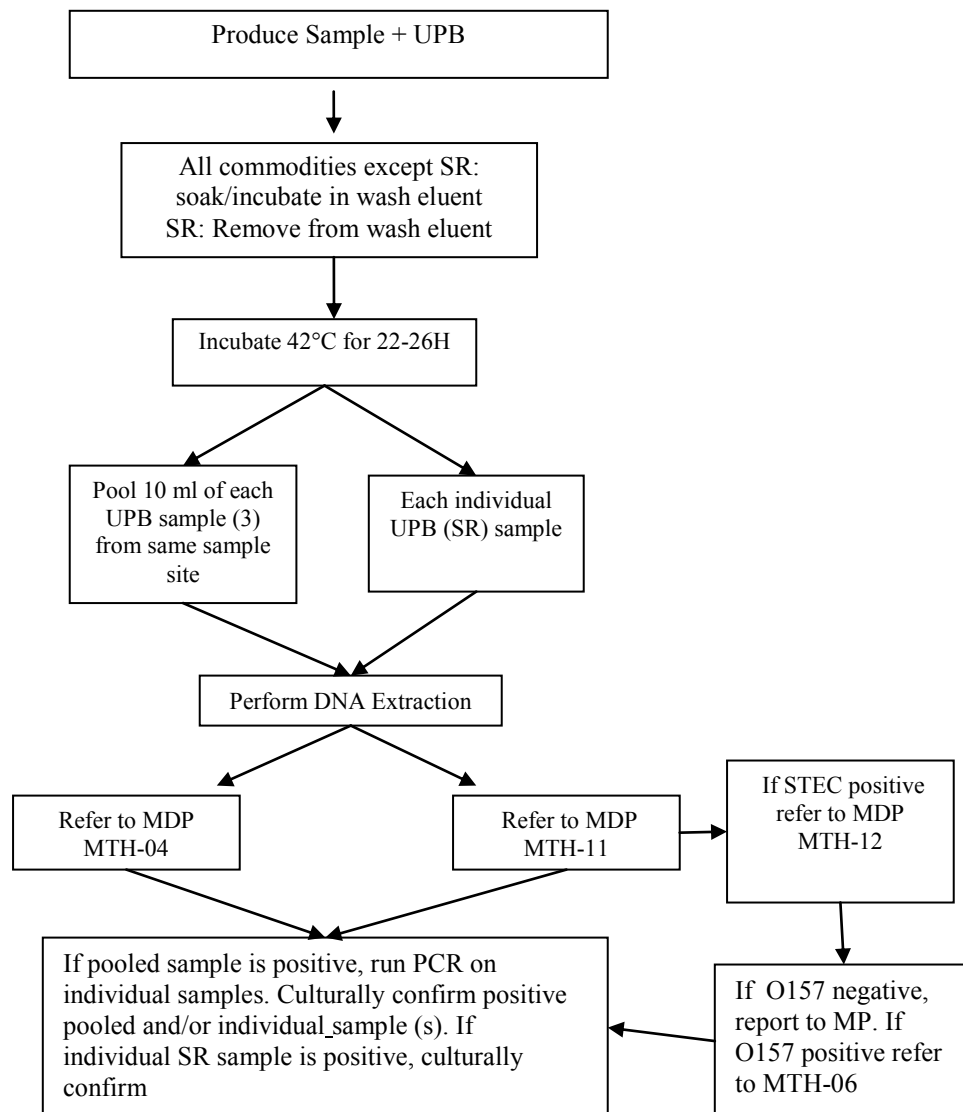 Produce Sample + UPB
All commodities except SR:
soak/incubate in wash eluent
SR: Remove from wash eluent
Incubate 42°C for 22-26H
Pool 10 ml of each
UPB sample (3)
from same sample
site
Each individual
UPB (SR) sample
Perform DNA Extraction
Refer to MDP
MTH-04
Refer to MDP
MTH-11
If STEC positive
refer to MDP
MTH-12
If pooled sample is positive, run PCR on
individual samples. Culturally confirm positive
pooled and/or individual_sample (s). If
individual SR sample is positive, culturally
confirm
If O157 negative,
report to MP. If
O157 positive refer
to MTH-06